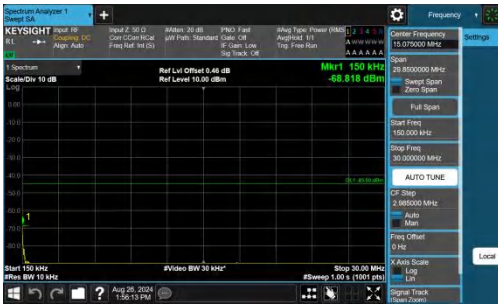 Spectrum Analyzer 1
Swept SA
+
Frequency
KEYSIGHT
Input: RF
Input Z: 50 Ω
#Atten: 20 dB
PNO: Fast
#Avg Type: Power (RMS)
1 2 3 4 5 6
RL
Coupling: DC
Corr CCorr RCal
µW Path: Standard
Gate: Off
Avg|Hold: 1/1
Align: Auto
Freq Ref: Int (S)
IF Gain: Low
Trig: Free Run
A W W W W W
Sig Track: Off
A A A A A A
1 Spectrum
Ref Lvl Offset 0.46 dB
Mkr1 150 kHz
Scale/Div 10 dB
Ref Level 10.00 dBm
-68.818 dBm
Log
0.00
-10.0
-20.0
-30.0
-40.0
-50.0
-60.0
1
-70.0
-80.0
Start 150 kHz
#Video BW 30 kHz*
Stop 30.00 MHz
#Res BW 10 kHz
#Sweep 1.00 s (1001 pts)
Aug 26, 2024
1:56:13 PM
Center Frequency
15.075000 MHz
Settings
Span
29.8500000 MHz
Swept Span
Zero Span
Full Span
Start Freq
150.000 kHz
Stop Freq
30.000000 MHz
AUTO TUNE
CF Step
2.985000 MHz
Auto
Man
Freq Offset
0 Hz
X Axis Scale
Log
Lin
Local
Signal Track
(Span Zoom)